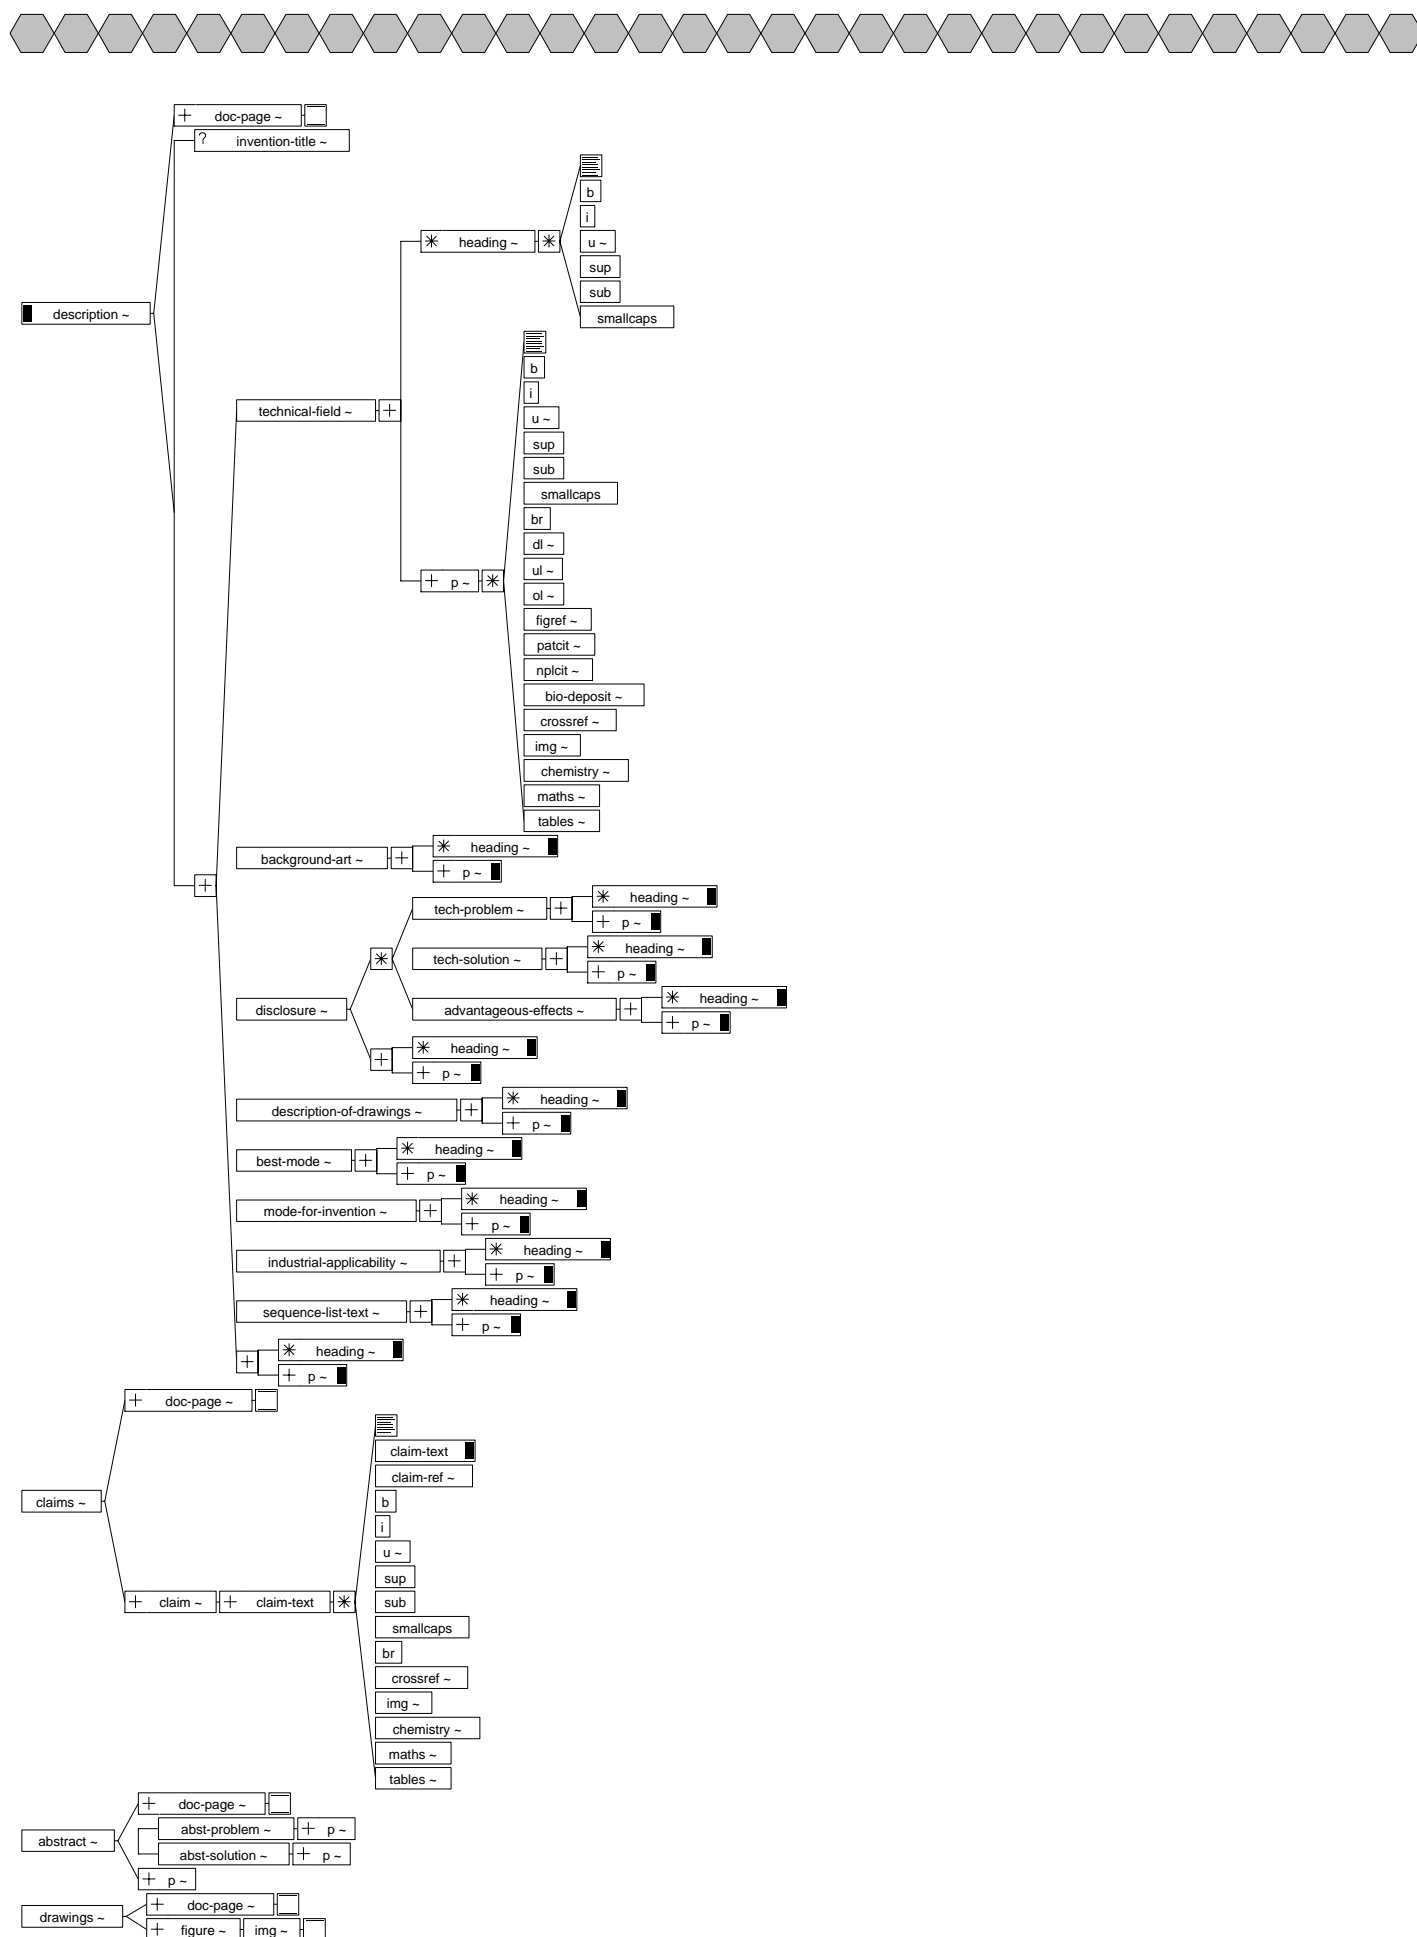 doc-page ~
? invention-title ~
b
i
heading ~
u ~
sup
sub
description ~
smallcaps
b
i
technical-field ~
u ~
sup
sub
smallcaps
br
dl ~
ul ~
p ~
ol ~
figref ~
patcit ~
nplcit ~
bio-deposit ~
crossref ~
img ~
chemistry ~
maths ~
tables ~
background-art ~
heading ~
p ~
tech-problem ~
heading ~
p ~
tech-solution ~
heading ~
p ~
disclosure ~
advantageous-effects ~
heading ~
p ~
heading ~
p ~
description-of-drawings ~
heading ~
p ~
best-mode ~
heading ~
p ~
mode-for-invention ~
heading ~
p ~
industrial-applicability ~
heading ~
p ~
sequence-list-text ~
heading ~
p ~
heading ~
p ~
doc-page ~
claim-text
claim-ref ~
claims ~
b
i
u ~
sup
claim ~
claim-text
sub
smallcaps
br
crossref ~
img ~
chemistry ~
maths ~
tables ~
doc-page ~
abstract ~
abst-problem ~
p ~
abst-solution ~
p ~
p ~
doc-page ~
drawings ~
figure ~
img ~